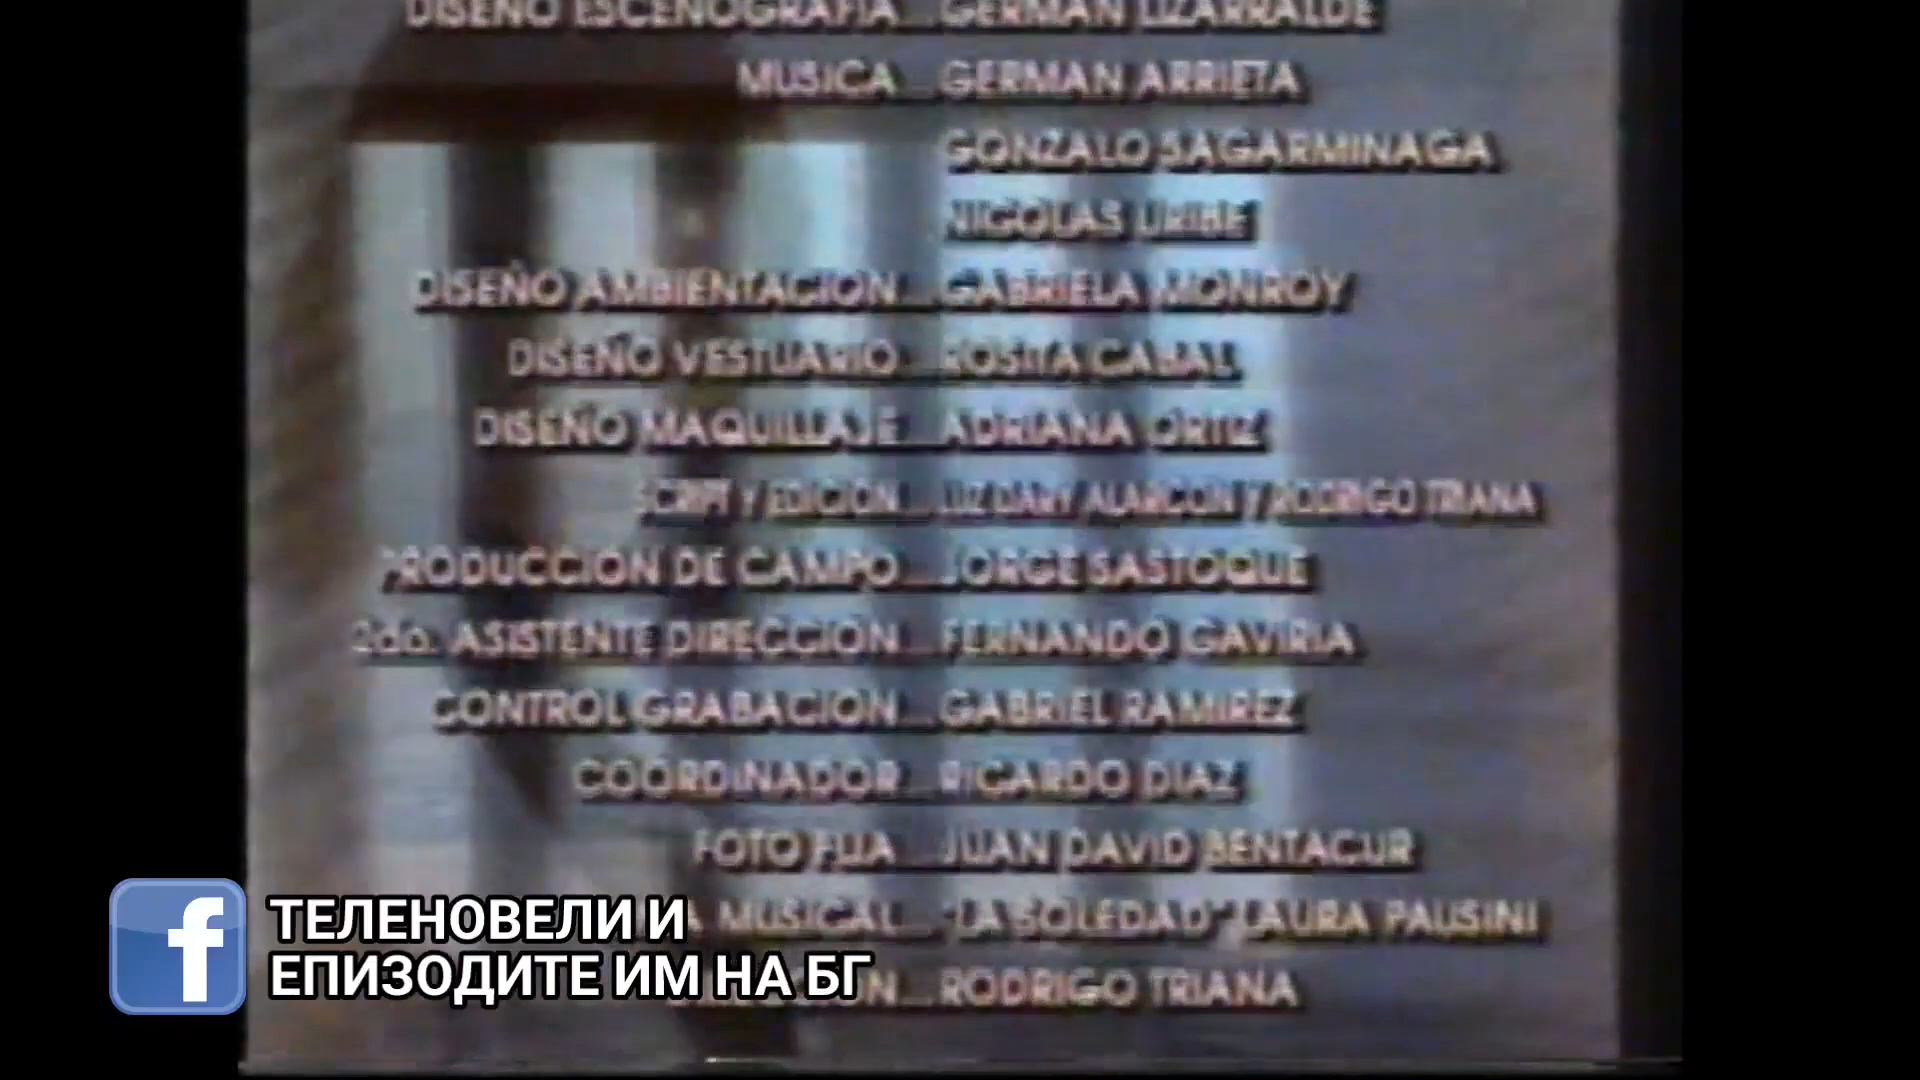 DISEÑO ESCENOGRAFIA... GERMAN LIZARRALDE
MUSICA... GERMAN ARRIETA
GONZALO SAGARMINAGA
NICOLAS URIBE
DISEÑO AMBIENTACION... GABRIELA MONROY
DISEÑO VESTUARIO... ROSITA CABAL
DISEÑO MAQUILLAJE... ADRIANA ORTIZ
SCRIPT Y EDICION... LUZ DARY ALARCON Y RODRIGO TRIANA
PRODUCCION DE CAMPO... JORGE SASTOQUE
2do. ASISTENTE DIRECCION... FERNANDO GAVIRIA
CONTROL GRABACION... GABRIEL RAMIREZ
COORDINADOR... RICARDO DIAZ
FOTO FIJA... JUAN DAVID BENTACUR
MUSICAL... "LA SOLEDAD" LAURA PAUSINI
RODRIGO TRIANA
f ТЕЛЕНОВЕЛИ И
ЕПИЗОДИТЕ ИМ НА БГ